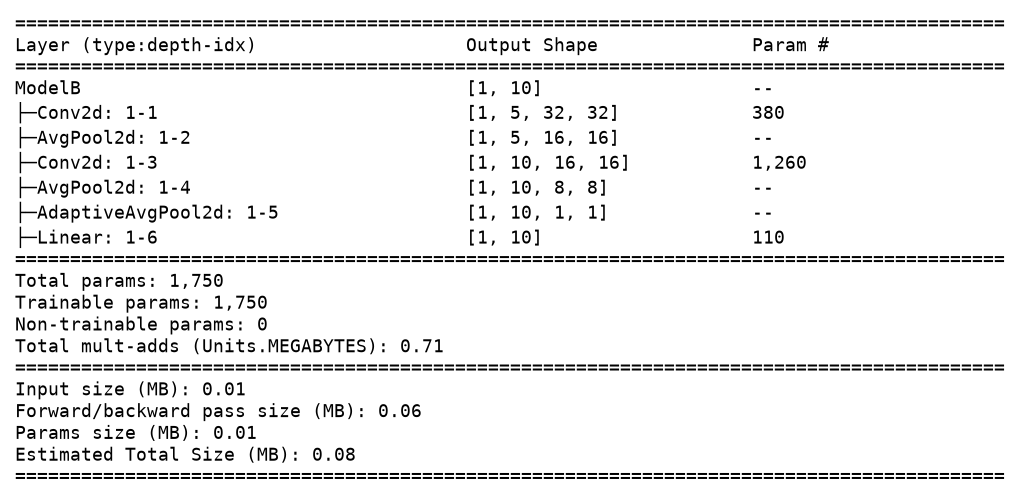 ==========================================================================================
Layer (type:depth-idx)                   Output Shape              Param #
==========================================================================================
ModelB                                   [1, 10]                   --
├─Conv2d: 1-1                            [1, 5, 32, 32]            380
├─AvgPool2d: 1-2                         [1, 5, 16, 16]            --
├─Conv2d: 1-3                            [1, 10, 16, 16]           1,260
├─AvgPool2d: 1-4                         [1, 10, 8, 8]             --
├─AdaptiveAvgPool2d: 1-5                 [1, 10, 1, 1]             --
├─Linear: 1-6                            [1, 10]                   110
==========================================================================================
Total params: 1,750
Trainable params: 1,750
Non-trainable params: 0
Total mult-adds (Units.MEGABYTES): 0.71
==========================================================================================
Input size (MB): 0.01
Forward/backward pass size (MB): 0.06
Params size (MB): 0.01
Estimated Total Size (MB): 0.08
==========================================================================================